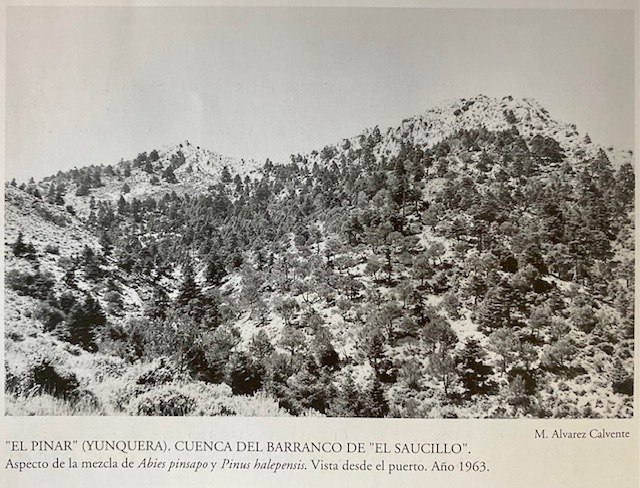 "EL PINAR" (YUNQUERA). CUENCA DEL BARRANCO DE "EL SAUCILLO".
M. Alvarez Calvente
Aspecto de la mezcla de Abies pinsapo y Pinus halepensis. Vista desde el puerto. Año 1963.